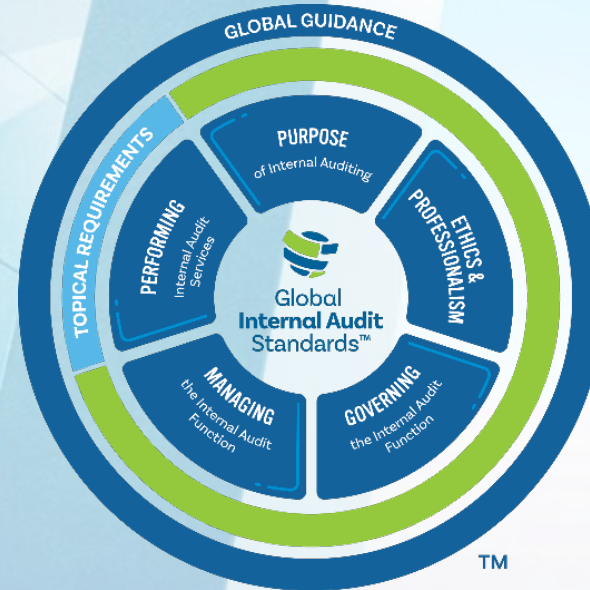 GLOBAL GUIDANCE
TOPICAL REQUIREMENTS
PURPOSE
of Internal Auditing
ETHICS &
PROFESSIONALISM
GOVERNING
the Internal Audit
Function
MANAGING
the Internal Audit
Function
PERFORMING
Internal Audit
Services
Global
Internal Audit
Standards™
TM